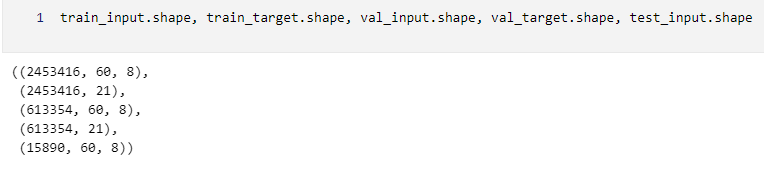 1 train_input.shape, train_target.shape, val_input.shape, val_target.shape, test_input.shape
((2453416, 60, 8),
(2453416, 21),
(613354, 60, 8),
(613354, 21),
(15890, 60, 8))